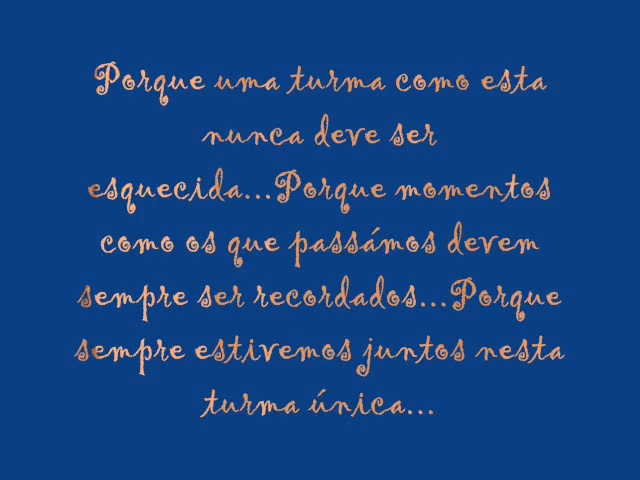 Porque uma turma como esta
nunca deve ser
esquecida...Porque momentos
como os que passámos devem
sempre ser recordados...Porque
sempre estivemos juntos nesta
turma única...